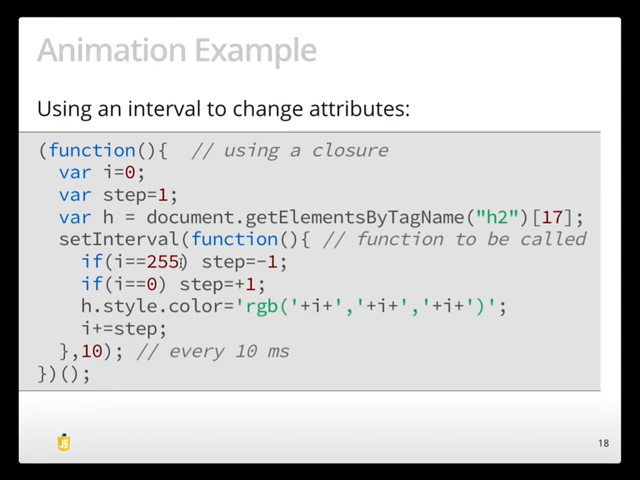 Animation Example
Using an interval to change attributes:
(function(){  // using a closure
  var i=0;
  var step=1;
  var h = document.getElementsByTagName("h2")[17];
  setInterval(function(){ // function to be called
    if(i==255) step=-1;
    if(i==0) step=+1;
    h.style.color='rgb('+i+','+i+','+i+')';
    i+=step;
  },10); // every 10 ms
})();
JS
18